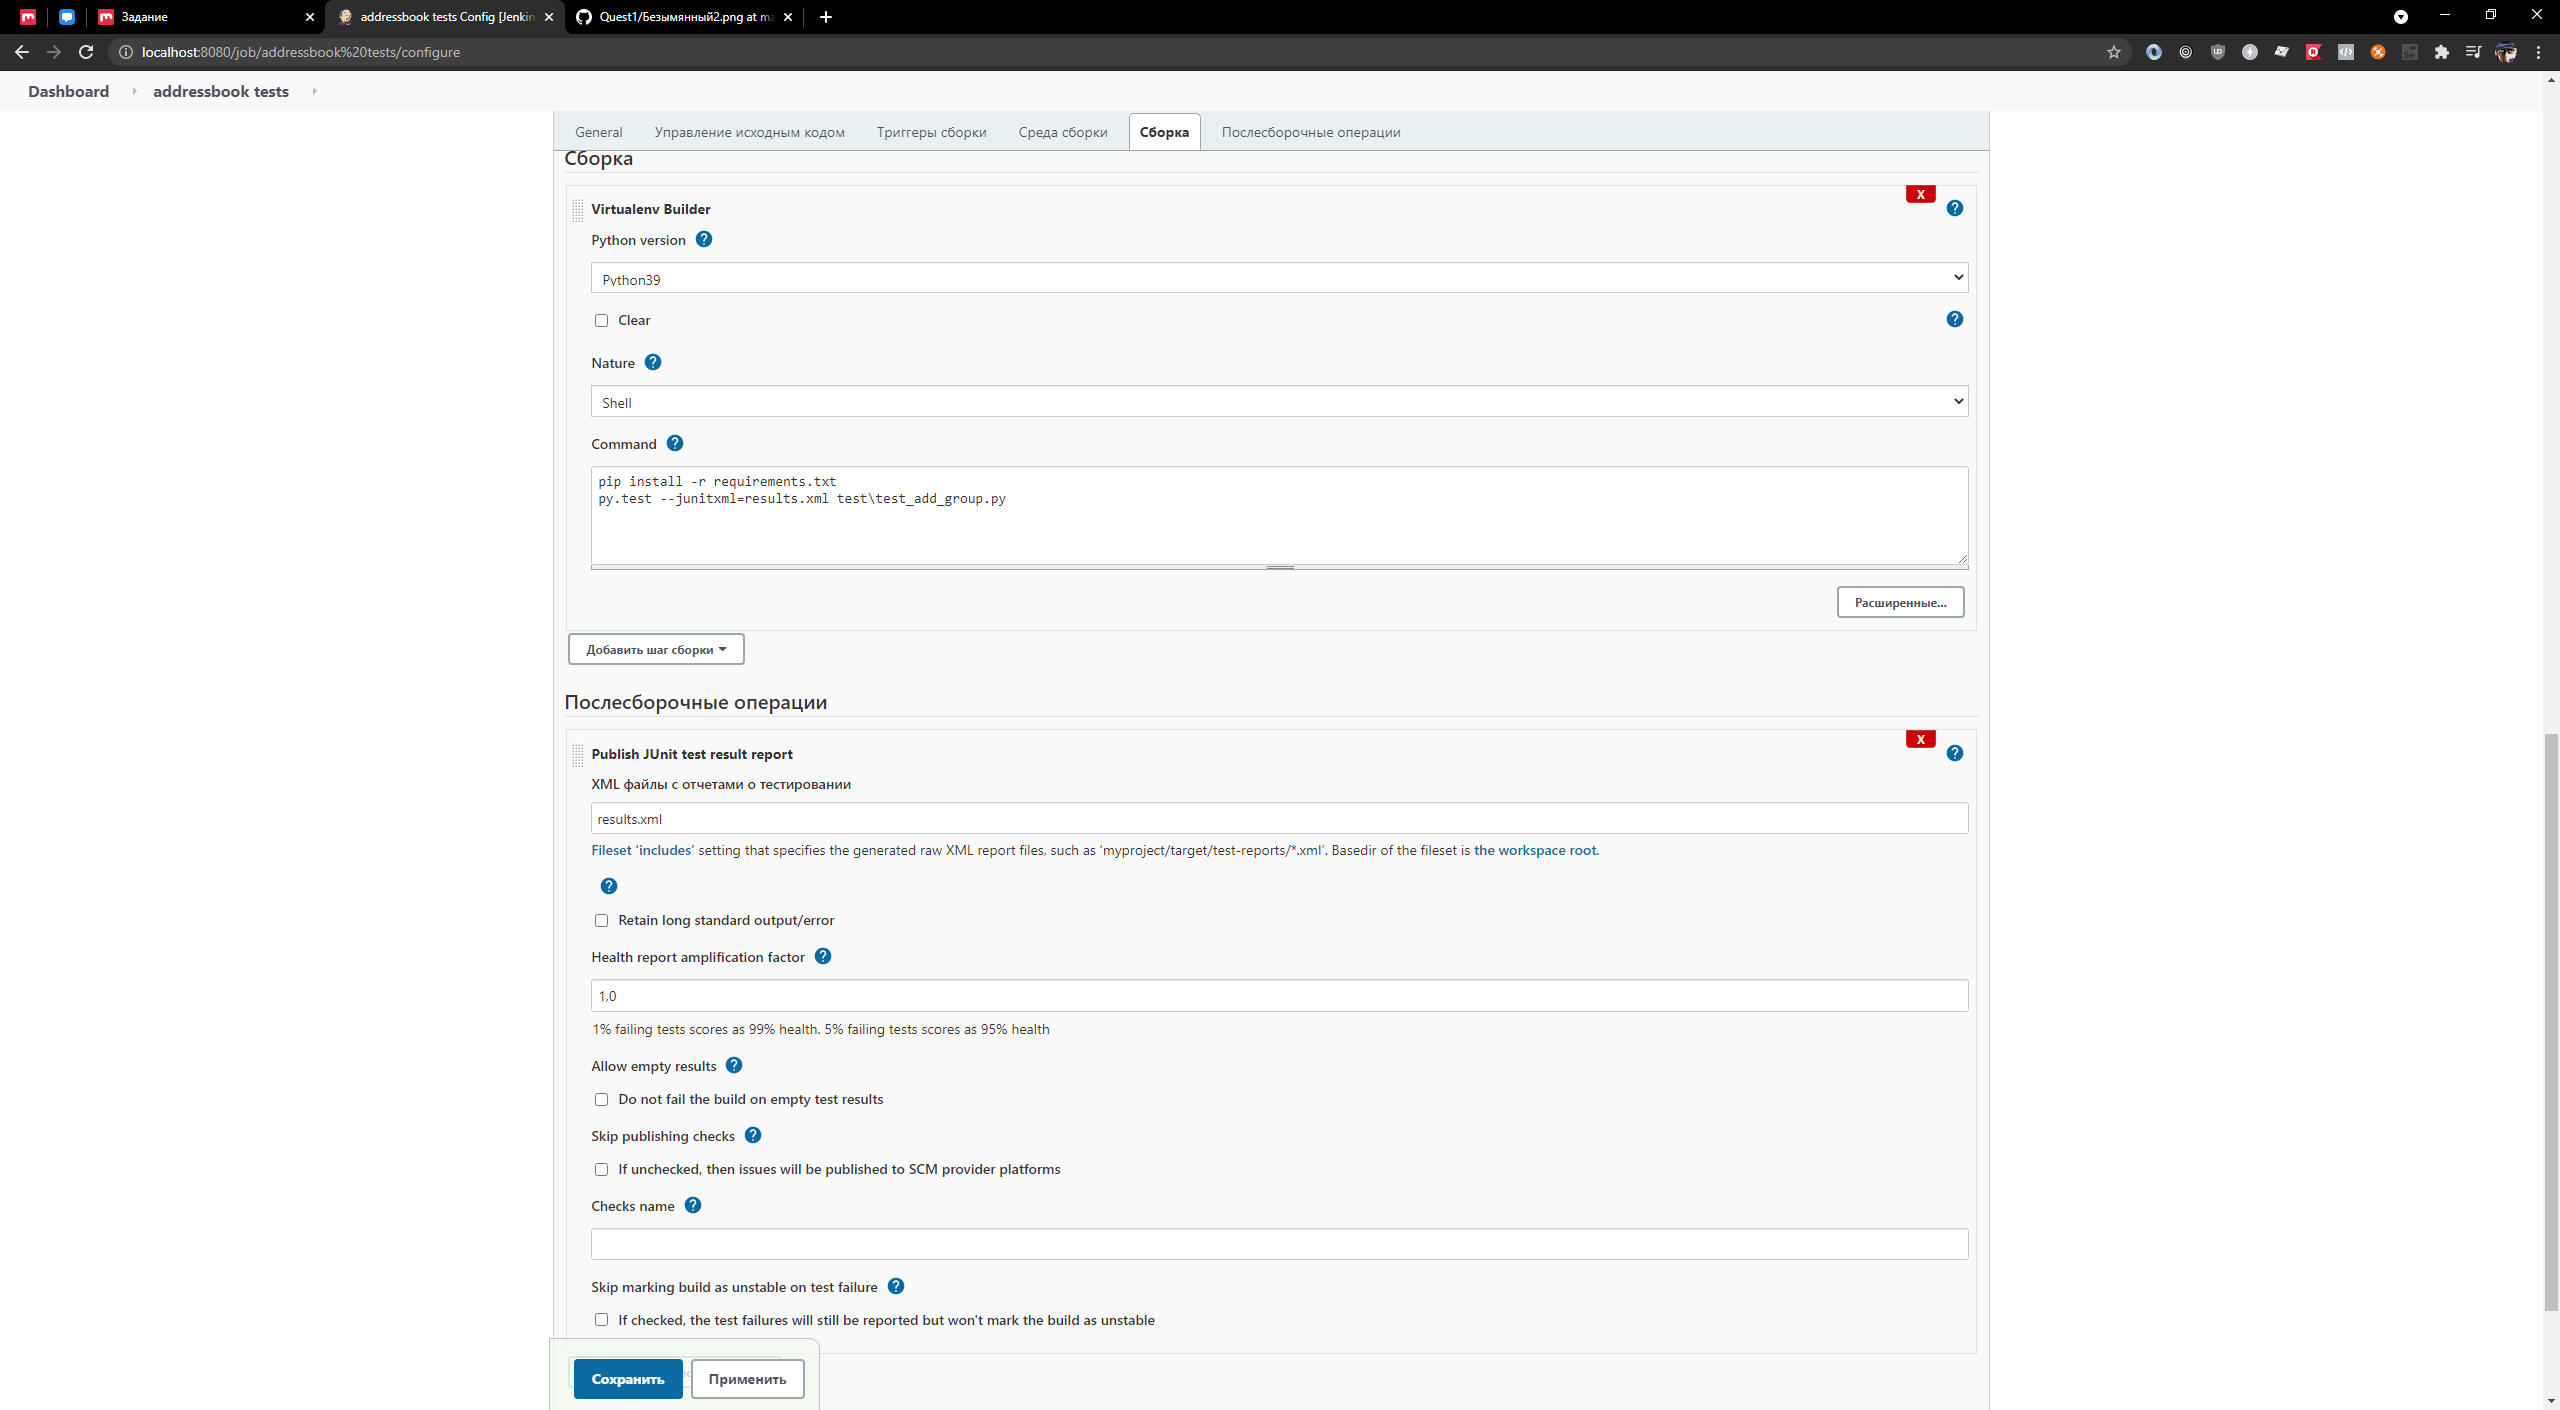 Задание
addressbook tests Config [Jenkin
Quest1/Безымянный2.png at ma
localhost:8080/job/addressbook%20tests/configure
Dashboard
addressbook tests
General
Управление исходным кодом
Триггеры сборки
Среда сборки
Сборка
Послесборочные операции
Сборка
X
Virtualenv Builder
Python version
Python39
Clear
Nature
Shell
Command
pip install -r requirements.txt
py.test --junitxml=results.xml test\test_add_group.py
Расширенные...
Добавить шаг сборки
Послесборочные операции
X
Publish JUnit test result report
XML файлы с отчетами о тестировании
results.xml
Fileset ‘includes’ setting that specifies the generated raw XML report files, such as ‘myproject/target/test-reports/*.xml’. Basedir of the fileset is the workspace root.
Retain long standard output/error
Health report amplification factor
1,0
1% failing tests scores as 99% health. 5% failing tests scores as 95% health
Allow empty results
Do not fail the build on empty test results
Skip publishing checks
If unchecked, then issues will be published to SCM provider platforms
Checks name
Skip marking build as unstable on test failure
If checked, the test failures will still be reported but won't mark the build as unstable
Сохранить
Применить